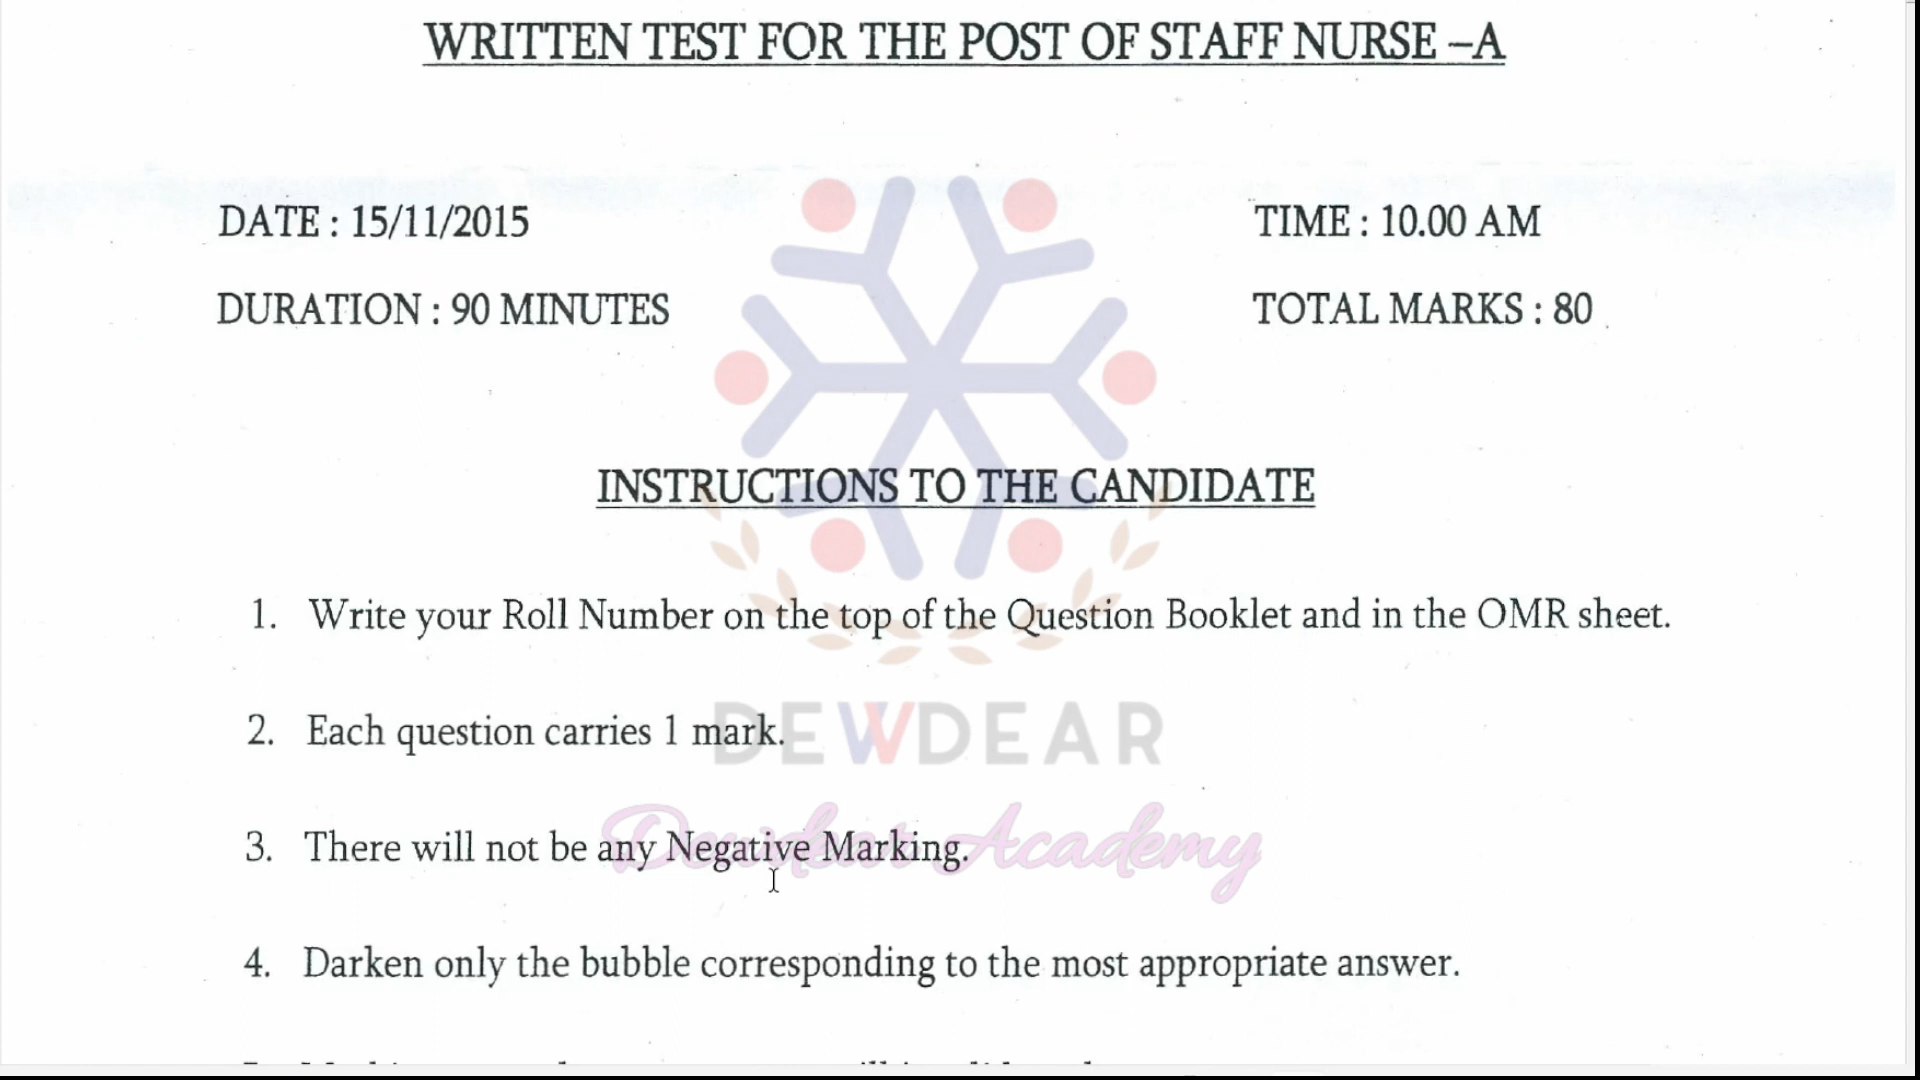 WRITTEN TEST FOR THE POST OF STAFF NURSE –A
DATE : 15/11/2015
TIME : 10.00 AM
DURATION : 90 MINUTES
TOTAL MARKS : 80
INSTRUCTIONS TO THE CANDIDATE
1. Write your Roll Number on the top of the Question Booklet and in the OMR sheet.
2. Each question carries 1 mark.
DEWDEAR
3. There will not be any Negative Marking.
Dewdear Academy
4. Darken only the bubble corresponding to the most appropriate answer.